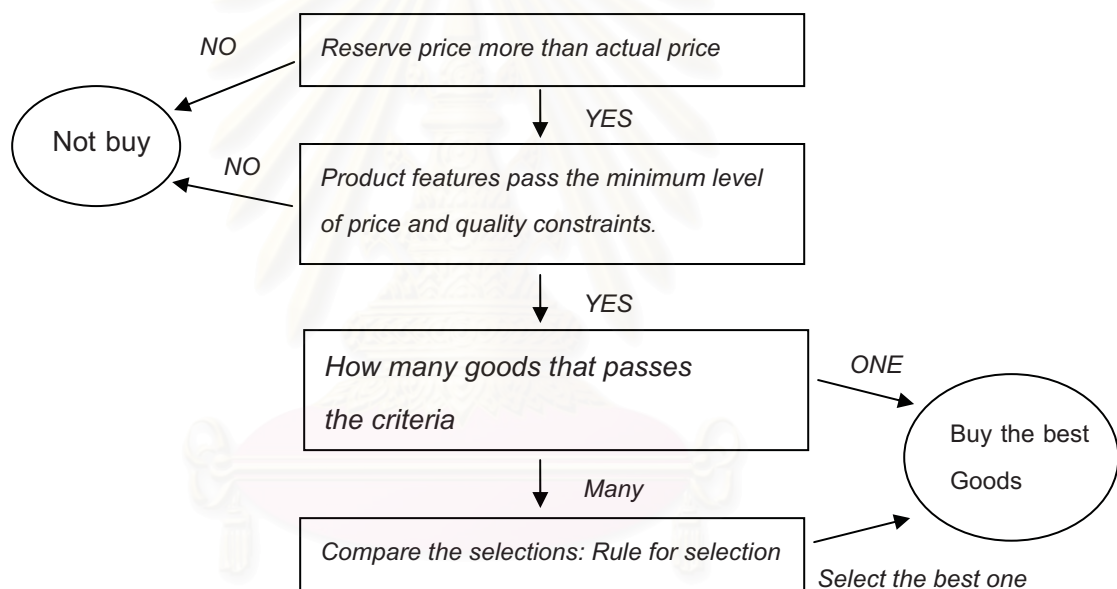 NO
Reserve price more than actual price
YES
Not buy
NO
Product features pass the minimum level
of price and quality constraints.
YES
How many goods that passes
the criteria
ONE
Buy the best
Goods
Many
Compare the selections: Rule for selection
Select the best one